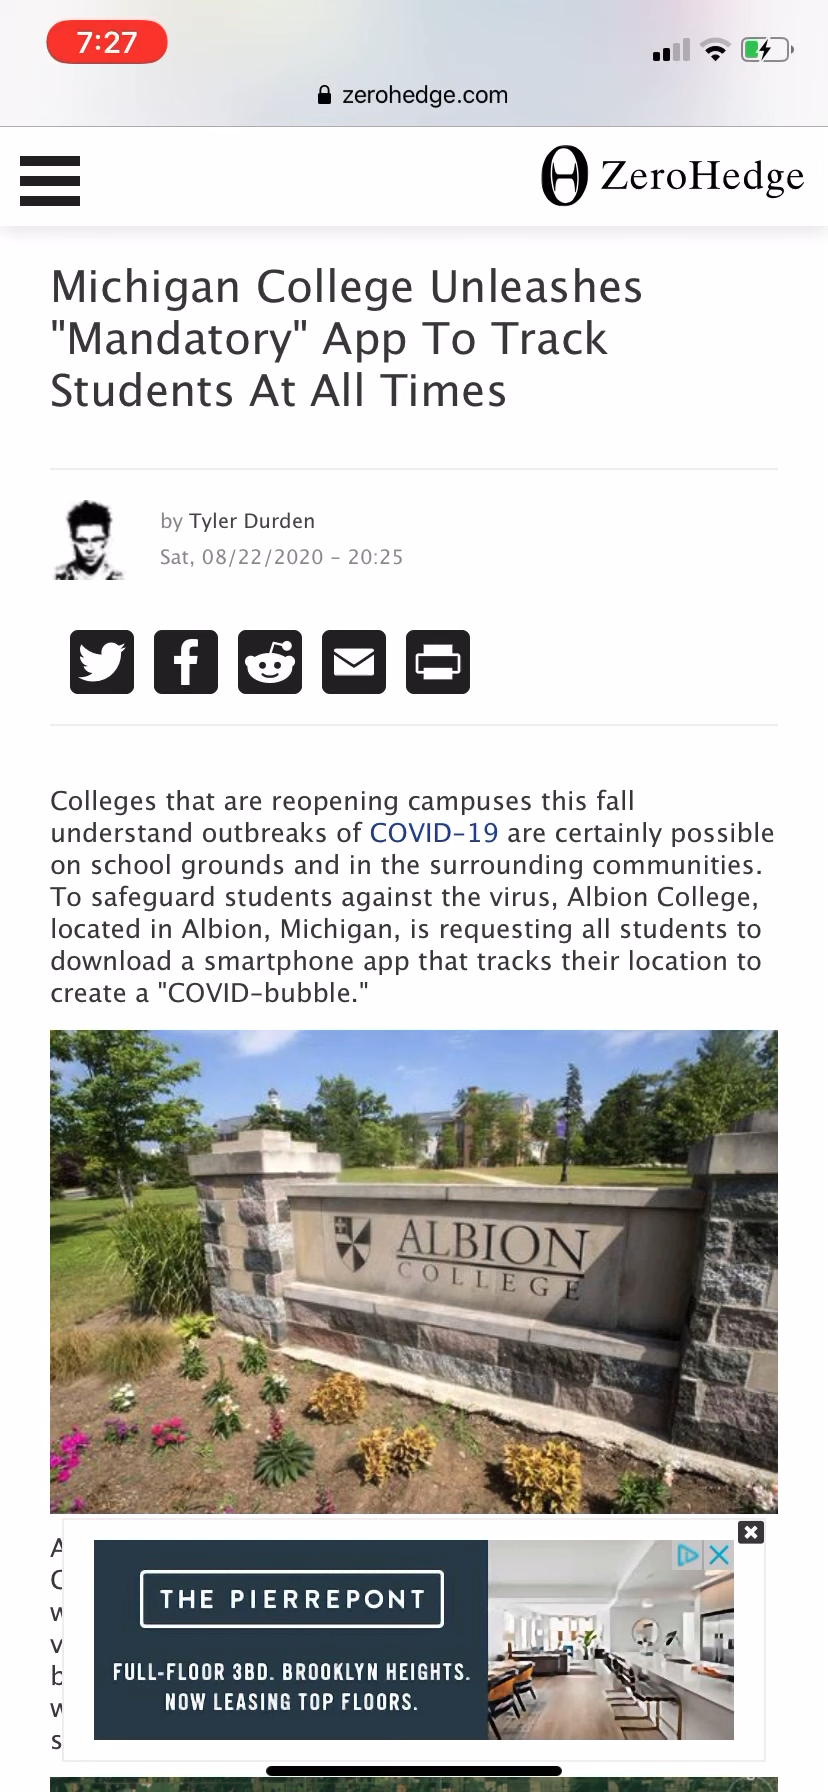 7:27
zerohedge.com
ZeroHedge
Michigan College Unleashes
"Mandatory" App To Track
Students At All Times
by Tyler Durden
Sat, 08/22/2020 - 20:25
Colleges that are reopening campuses this fall
understand outbreaks of COVID-19 are certainly possible
on school grounds and in the surrounding communities.
To safeguard students against the virus, Albion College,
located in Albion, Michigan, is requesting all students to
download a smartphone app that tracks their location to
create a "COVID-bubble."
ALBION
COLLEGE
THE PIERREPONT
FULL-FLOOR 3BD. BROOKLYN HEIGHTS.
NOW LEASING TOP FLOORS.